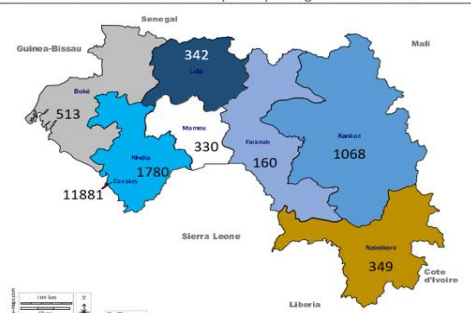 Senegal
Guinea-Bissau
Mali
342
Labé
Boké
513
Mamou
330
Faranah
160
Kankan
1068
Kindia
1780
Conakry
11881
Sierra Leone
Nzérékoré
349
Cote
d'Ivoire
Liberia
100 km
N